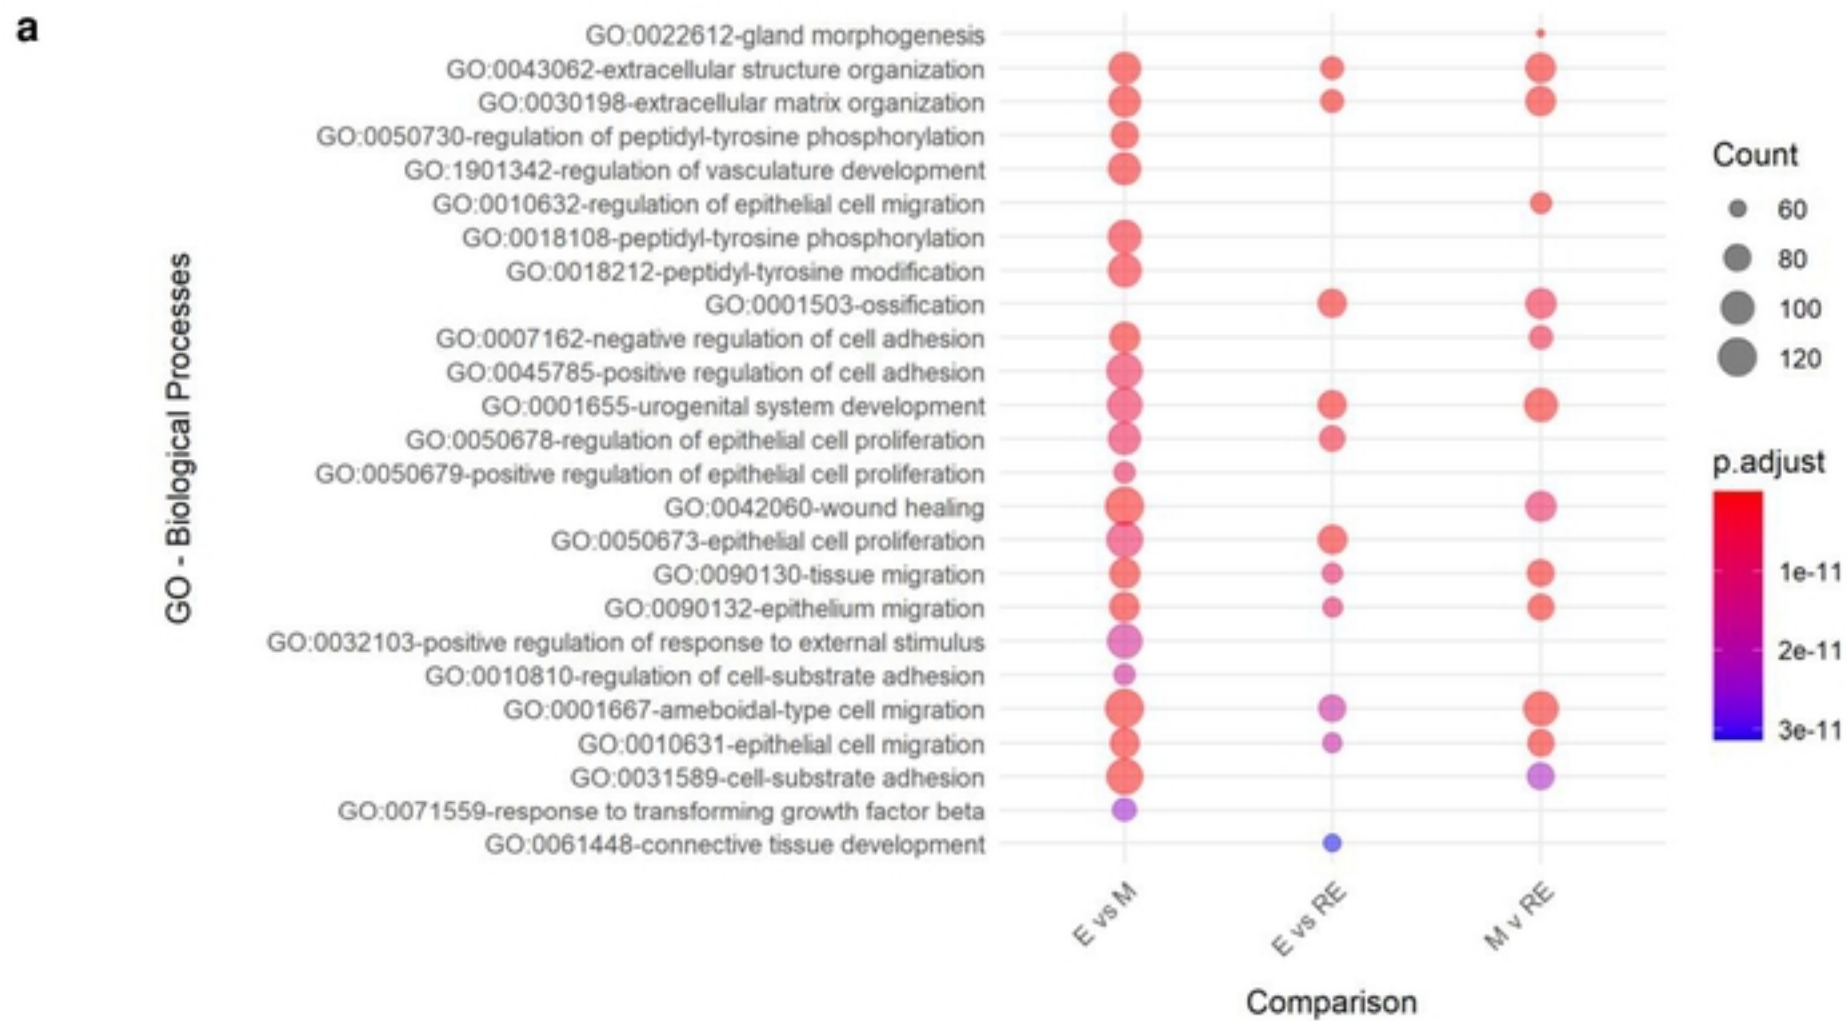 a
GO - Biological Processes
GO:0022612-gland morphogenesis
GO:0043062-extracellular structure organization
GO:0030198-extracellular matrix organization
GO:0050730-regulation of peptidyl-tyrosine phosphorylation
GO:1901342-regulation of vasculature development
GO:0010632-regulation of epithelial cell migration
GO:0018108-peptidyl-tyrosine phosphorylation
GO:0018212-peptidyl-tyrosine modification
GO:0001503-ossification
GO:0007162-negative regulation of cell adhesion
GO:0045785-positive regulation of cell adhesion
GO:0001655-urogenital system development
GO:0050678-regulation of epithelial cell proliferation
GO:0050679-positive regulation of epithelial cell proliferation
GO:0042060-wound healing
GO:0050673-epithelial cell proliferation
GO:0090130-tissue migration
GO:0090132-epithelium migration
GO:0032103-positive regulation of response to external stimulus
GO:0010810-regulation of cell-substrate adhesion
GO:0001667-ameboidal-type cell migration
GO:0010631-epithelial cell migration
GO:0031589-cell-substrate adhesion
GO:0071559-response to transforming growth factor beta
GO:0061448-connective tissue development
E vs M
E vs RE
M v RE
Comparison
Count
60
80
100
120
p.adjust
1e-11
2e-11
3e-11